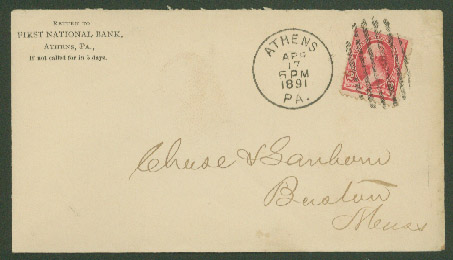 RETURN TO
FIRST NATIONAL BANK,
ATHENS, PA.,
If not called for in 5 days.
ATHENS
APR
17
5 PM
1891
PA.
Chase & Sanborn
Boston
Mass